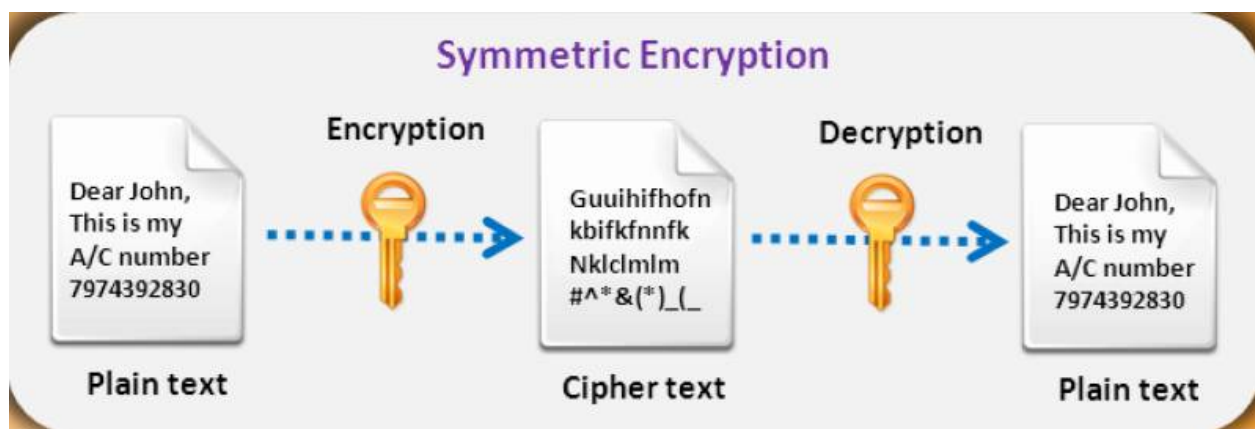 Symmetric Encryption
Encryption
Decryption
Dear John,
This is my
A/C number
7974392830
Guuihifhofn
kbifkfnnfk
Nklclmlm
#^*&(*)_(_
Dear John,
This is my
A/C number
7974392830
Plain text
Cipher text
Plain text